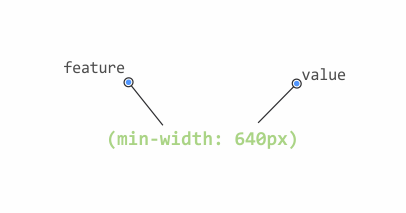 feature
value
(min-width: 640px)